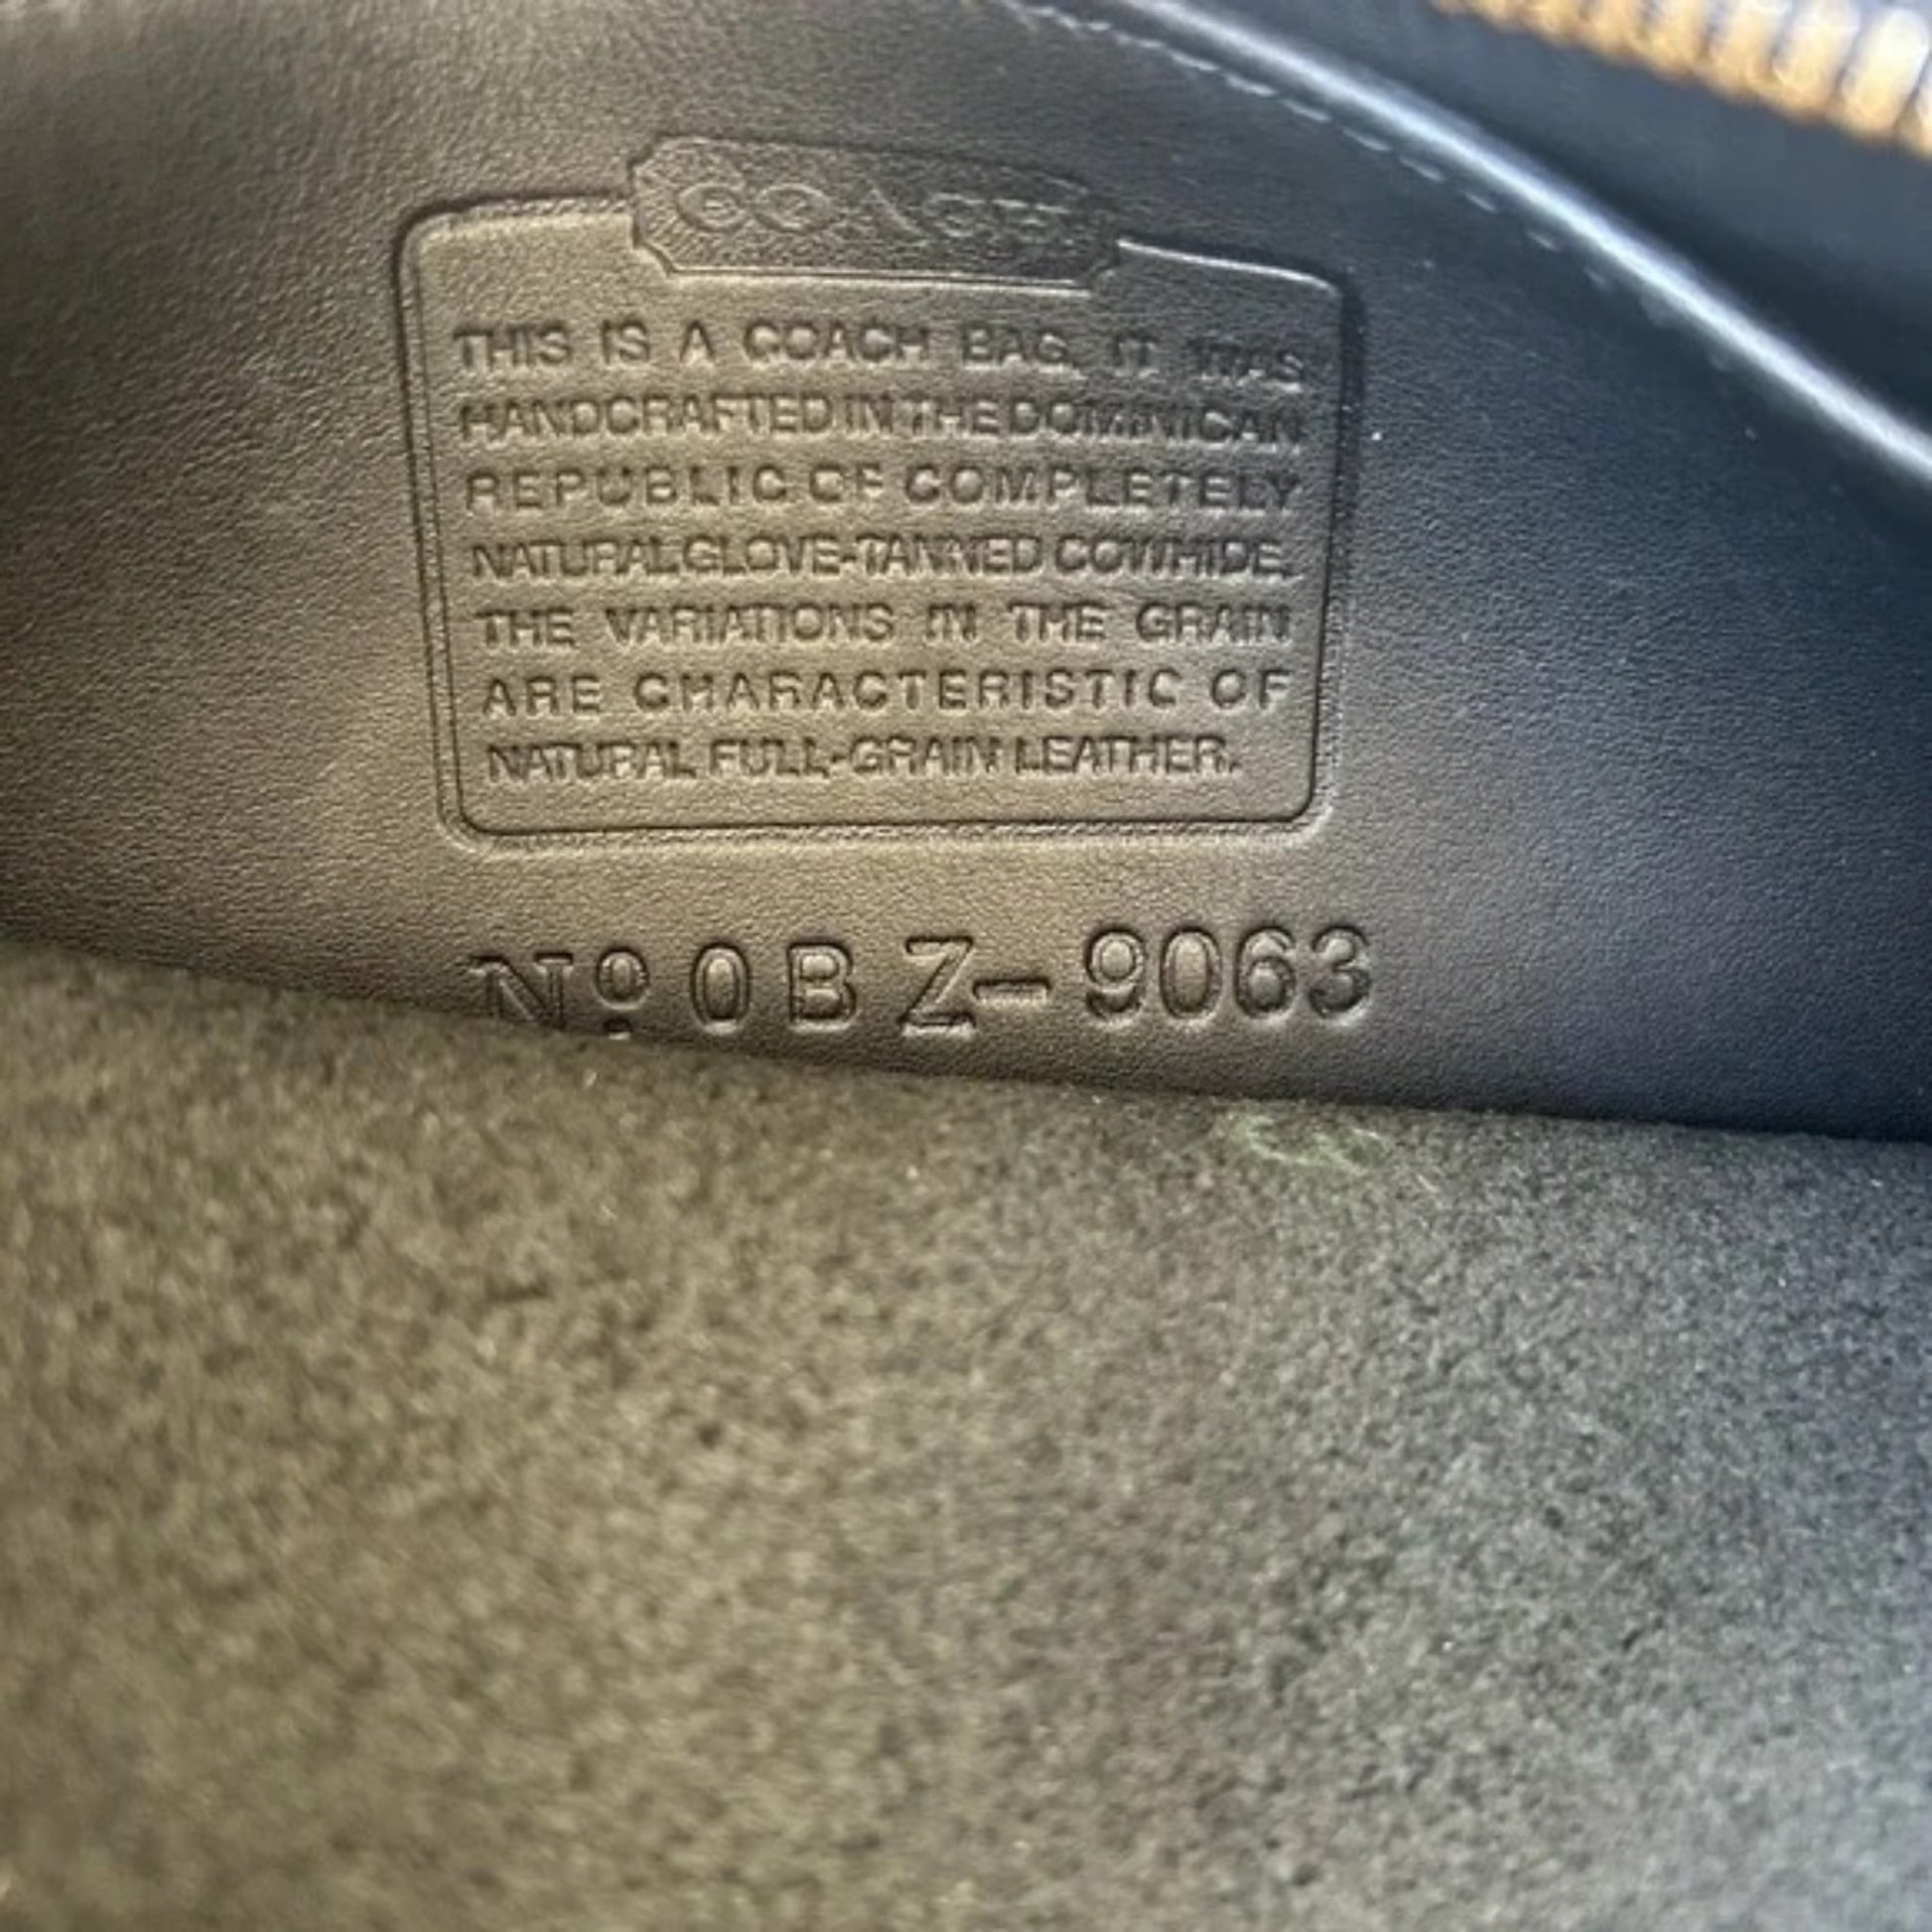 COACH
THIS IS A COACH BAG. IT WAS
HANDCRAFTED IN THE DOMINICAN
REPUBLIC OF COMPLETELY
NATURAL GLOVE-TANNED COWHIDE.
THE VARIATIONS IN THE GRAIN
ARE CHARACTERISTIC OF
NATURAL FULL-GRAIN LEATHER.
Nº 0BZ-9063